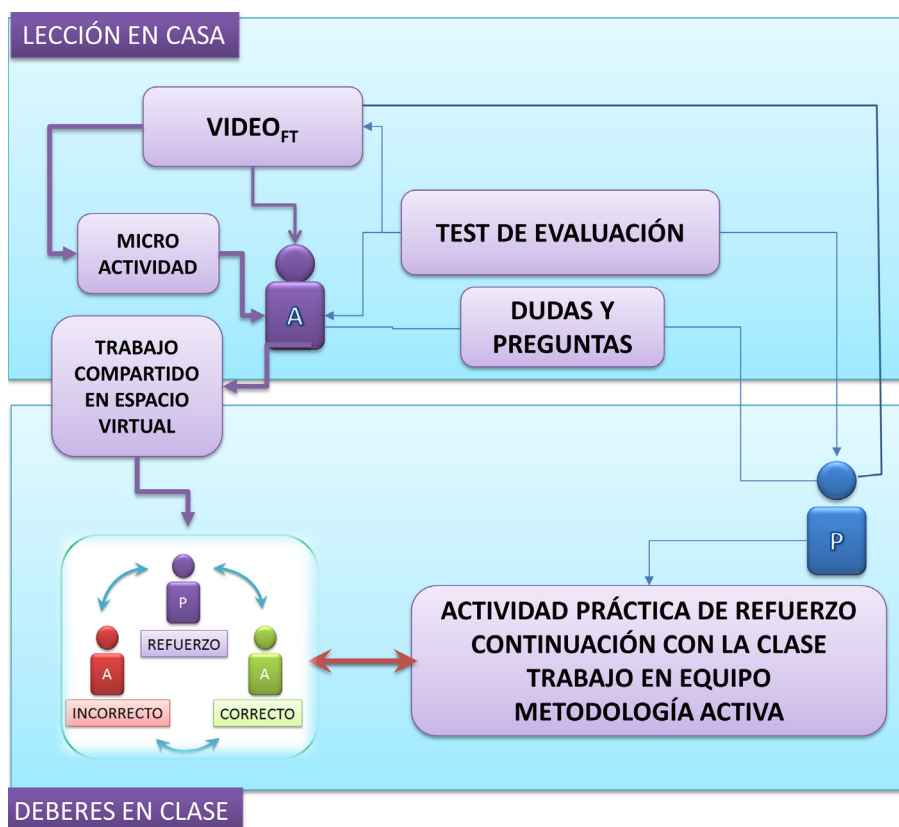 LECCIÓN EN CASA
VIDEO_FT
MICRO
ACTIVIDAD
A
TEST DE EVALUACIÓN
DUDAS Y
PREGUNTAS
TRABAJO
COMPARTIDO
EN ESPACIO
VIRTUAL
P
P
REFUERZO
A
A
INCORRECTO
CORRECTO
ACTIVIDAD PRÁCTICA DE REFUERZO
CONTINUACIÓN CON LA CLASE
TRABAJO EN EQUIPO
METODOLOGÍA ACTIVA
DEBERES EN CLASE